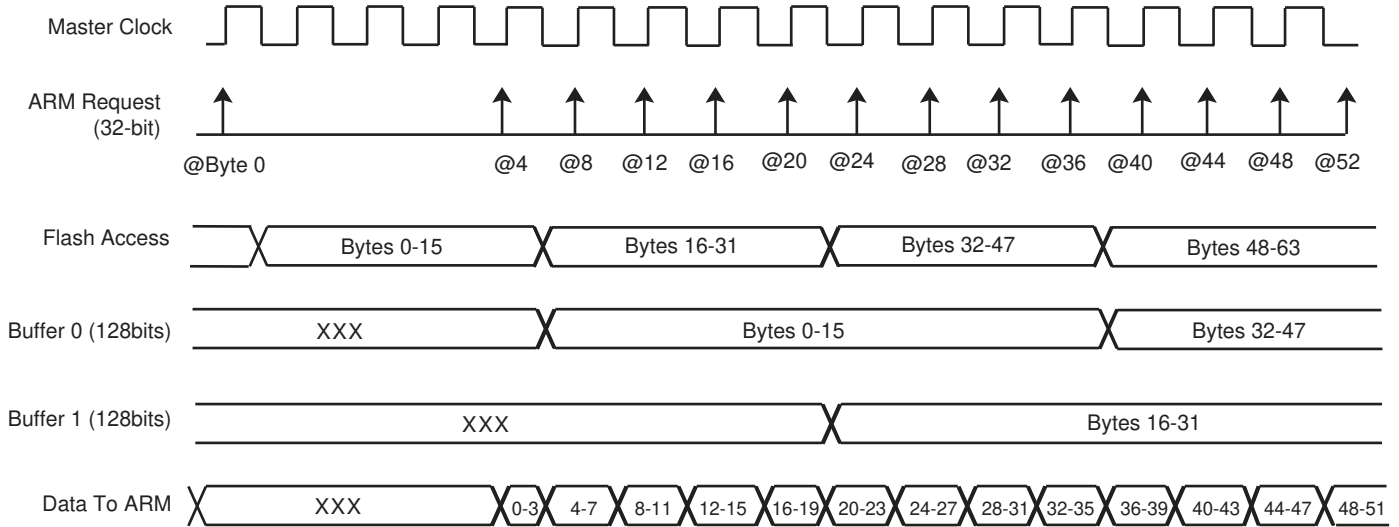 Master Clock
ARM Request
(32-bit)
@Byte 0 @4 @8 @12 @16 @20 @24 @28 @32 @36 @40 @44 @48 @52
Flash Access Bytes 0-15 Bytes 16-31 Bytes 32-47 Bytes 48-63
Buffer 0 (128bits) XXX Bytes 0-15 Bytes 32-47
Buffer 1 (128bits) XXX Bytes 16-31
Data To ARM XXX 0-3 4-7 8-11 12-15 16-19 20-23 24-27 28-31 32-35 36-39 40-43 44-47 48-51